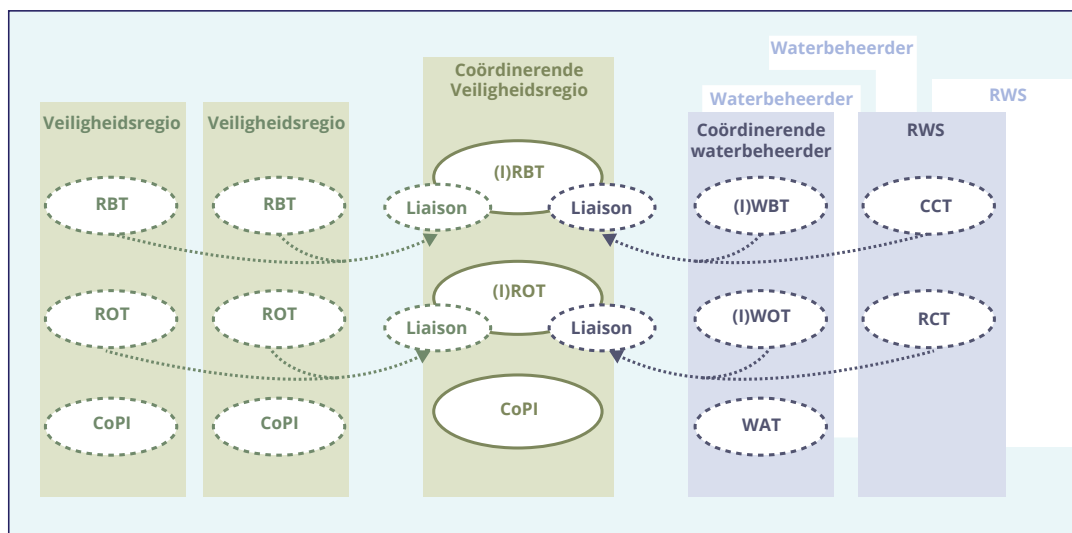 Waterbeheerder
Coördinerende
Veiligheidsregio
Waterbeheerder
RWS
Veiligheidsregio
Veiligheidsregio
Coördinerende
waterbeheerder
RWS
(I)RBT
RBT
RBT
Liaison
Liaison
(I)WBT
CCT
(I)ROT
ROT
ROT
Liaison
Liaison
(I)WOT
RCT
CoPI
CoPI
CoPI
WAT